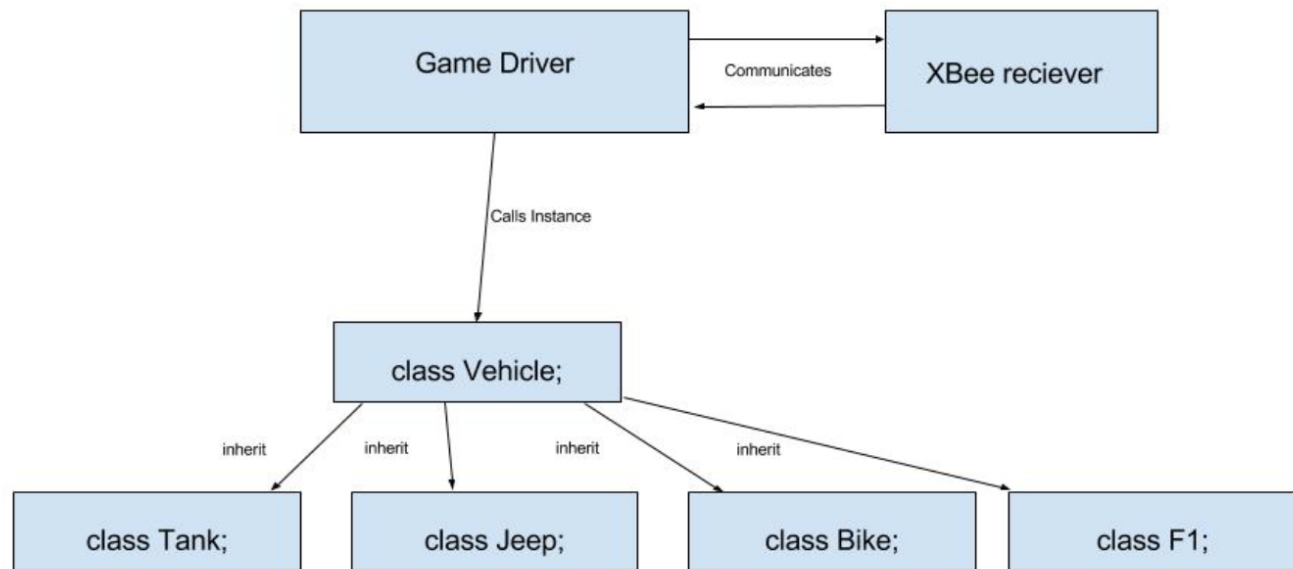 Game Driver
Communicates
XBee reciever
Calls Instance
class Vehicle;
inherit
inherit
inherit
inherit
class Tank;
class Jeep;
class Bike;
class F1;